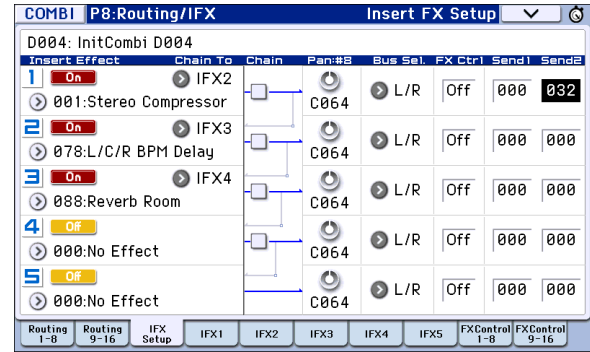 COMBI P8:Routing/IFX Insert FX Setup
D004: InitCombi D004
Insert Effect Chain To Chain Pan:#8 Bus Sel. FX Ctrl Send1 Send2
1 On IFX2
001:Stereo Compressor C064 L/R Off 000 032
2 On IFX3
078:L/C/R BPM Delay C064 L/R Off 000 000
3 On IFX4
088:Reverb Room C064 L/R Off 000 000
4 Off
000:No Effect C064 L/R Off 000 000
5 Off
000:No Effect C064 L/R Off 000 000
Routing 1-8 Routing 9-16 IFX Setup IFX1 IFX2 IFX3 IFX4 IFX5 FXControl 1-8 FXControl 9-16